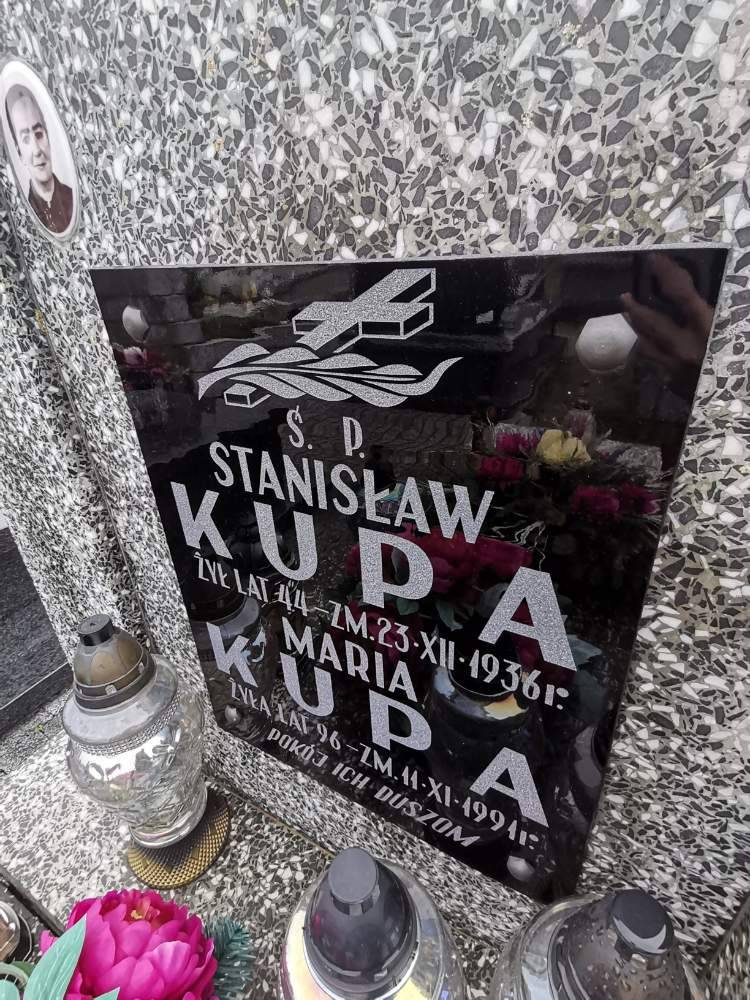 Ś. P.
STANISŁAW
KUPA
ŻYŁ LAT 44 – ZM. 23·XII·1936 r:
MARIA
KUPA
ŻYŁA LAT 96 – ZM. 11·XI·1991 r:
POKÓJ ICH DUSZOM